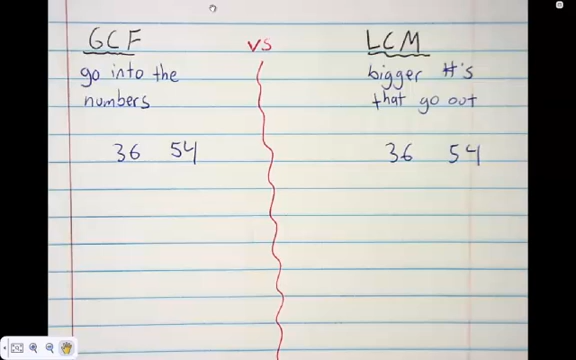 GCF vs LCM
go into the
numbers
bigger #'s
that go out
36 54
36 54